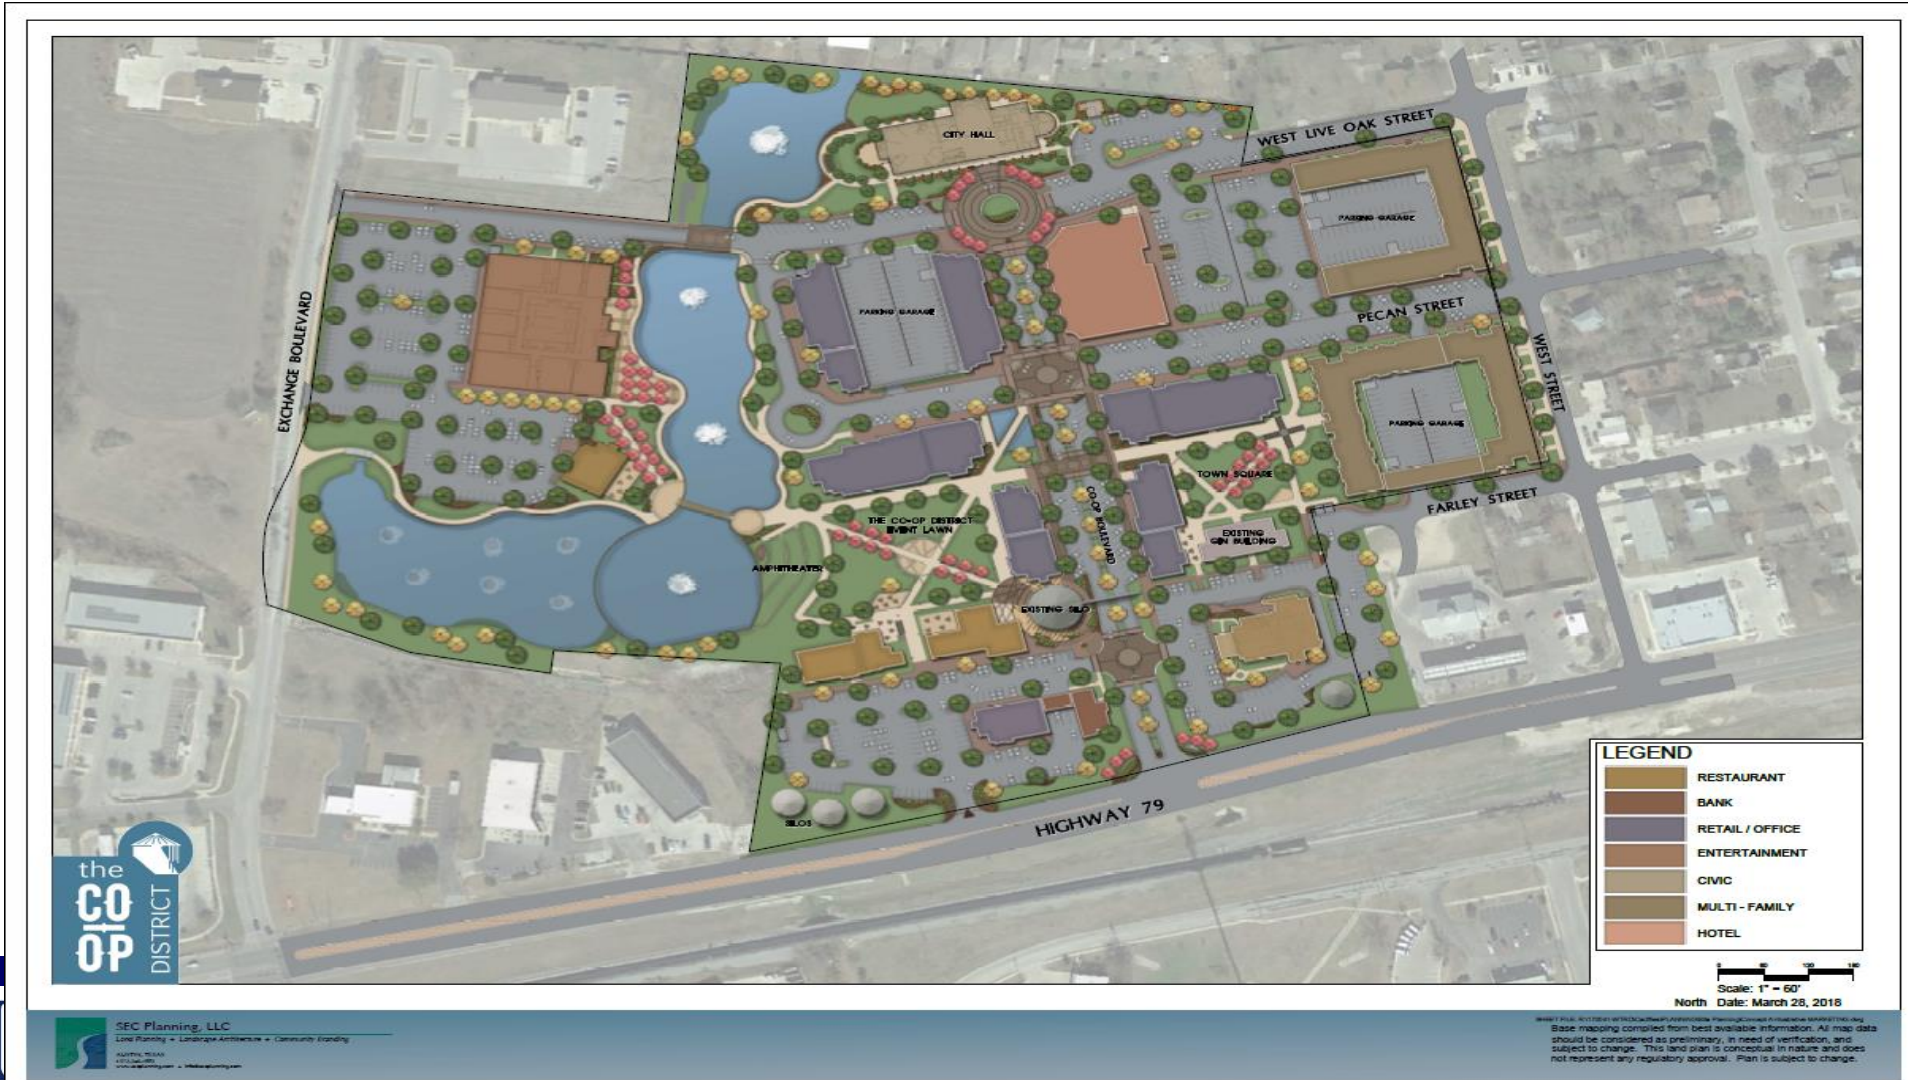 CITY HALL
WEST LIVE OAK STREET
PARKING GARAGE
PARKING GARAGE
PECAN STREET
EXCHANGE BOULEVARD
WEST STREET
PARKING GARAGE
TOWN SQUARE
FARLEY STREET
THE CO-OP DISTRICT
EVENT LAWN
CO-OP BOULEVARD
EXISTING
GIN BUILDING
AMPHITHEATER
EXISTING SILO
SILOS
HIGHWAY 79
LEGEND
RESTAURANT
BANK
RETAIL / OFFICE
ENTERTAINMENT
CIVIC
MULTI - FAMILY
HOTEL
the
CO
OP
DISTRICT
0 60 120 180
Scale: 1" = 60'
North Date: March 28, 2018
SEC Planning, LLC
Land Planning + Landscape Architecture + Community Branding
AUSTIN, TEXAS
Base mapping compiled from best available information. All map data
should be considered as preliminary, in need of verification, and
subject to change. This land plan is conceptual in nature and does
not represent any regulatory approval. Plan is subject to change.